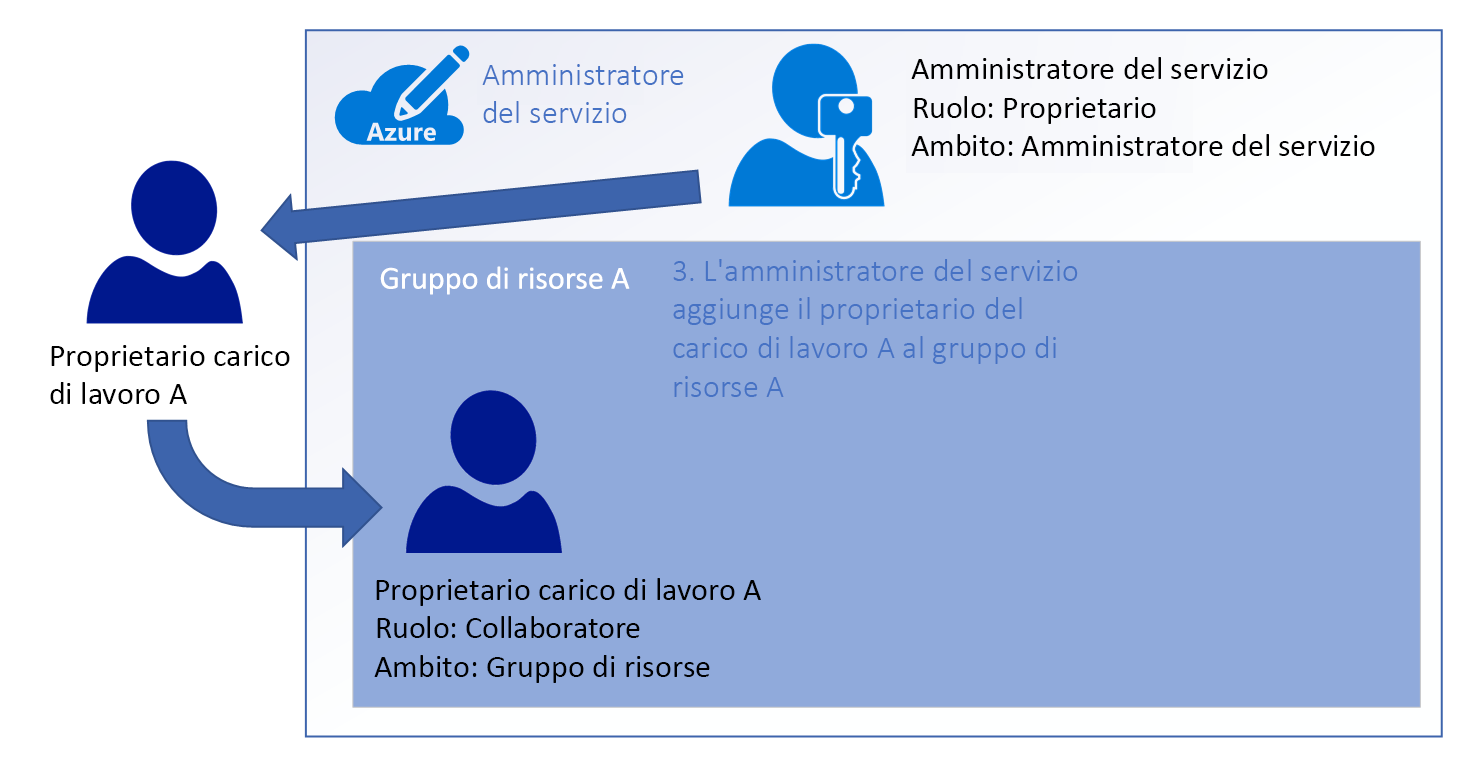 Azure
Amministratore
del servizio
Amministratore del servizio
Ruolo: Proprietario
Ambito: Amministratore del servizio
Proprietario carico
di lavoro A
Gruppo di risorse A
3. L'amministratore del servizio
aggiunge il proprietario del
carico di lavoro A al gruppo di
risorse A
Proprietario carico di lavoro A
Ruolo: Collaboratore
Ambito: Gruppo di risorse